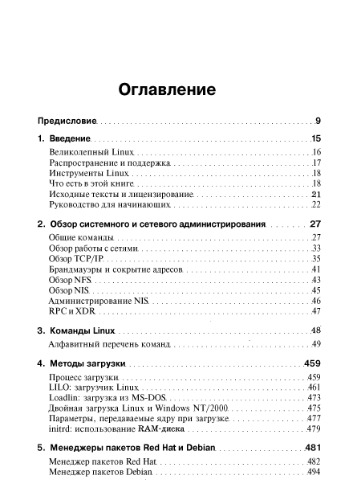 Оглавление
Предисловие 9
1. Введение 15
Великолепный Linux 16
Распространение и поддержка 17
Инструменты Linux 18
Что есть в этой книге 18
Исходные тексты и лицензирование 21
Руководство для начинающих 22
2. Обзор системного и сетевого администрирования 27
Общие команды 27
Обзор работы с сетями 33
Обзор TCP/IP 35
Брандмауэры и сокрытие адресов 41
Обзор NFS 43
Обзор NIS 45
Администрирование NIS 46
RPC и XDR 47
3. Команды Linux 48
Алфавитный перечень команд 49
4. Методы загрузки 459
Процесс загрузки 459
LILO: загрузчик Linux 461
Loadlin: загрузка из MS-DOS 473
Двойная загрузка Linux и Windows NT/2000 475
Параметры, передаваемые ядру при загрузке 477
initrd: использование RAM-диска 479
5. Менеджеры пакетов Red Hat и Debian 481
Менеджер пакетов Red Hat 482
Менеджер пакетов Debian 494